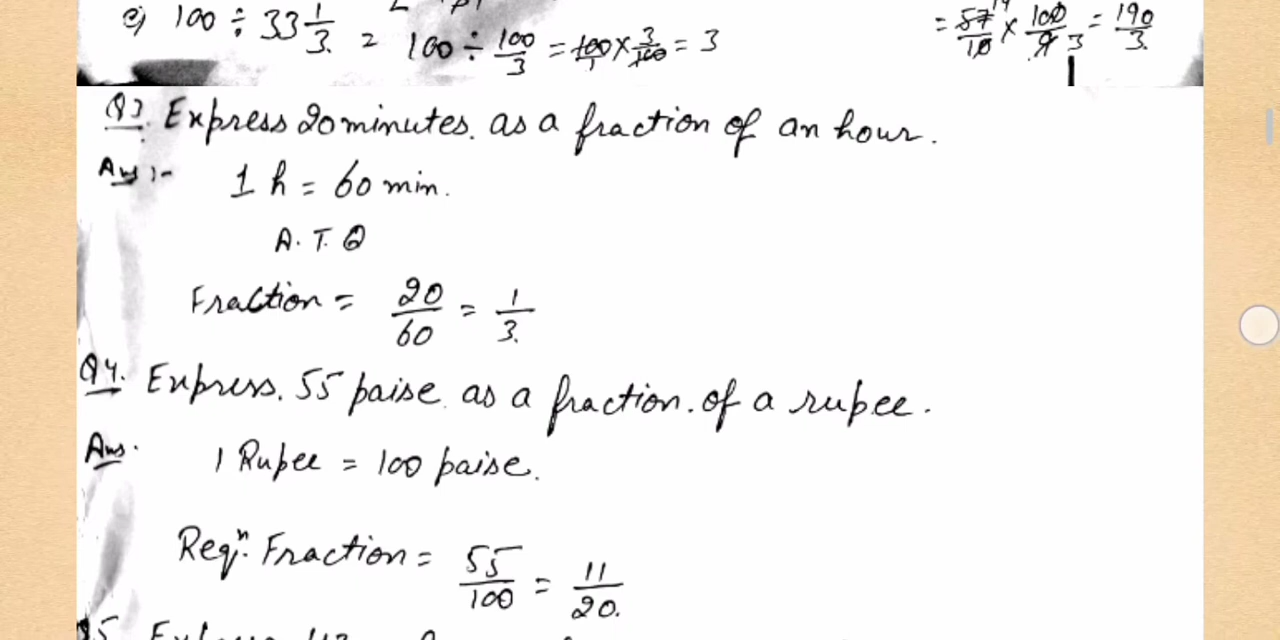 c) 100 ÷ 33 1/3 = 100 ÷ 100/3 = 100/1 × 3/100 = 3
= 57/10 × 100/9 = 190/3
Q3. Express 20 minutes. as a fraction of an hour.
Ans :- 1 h = 60 min.
A. T. Q
Fraction = 20/60 = 1/3.
Q4. Express. 55 paise as a fraction. of a rupee.
Ans. 1 Rupee = 100 paise.
Reqⁿ. Fraction = 55/100 = 11/20.